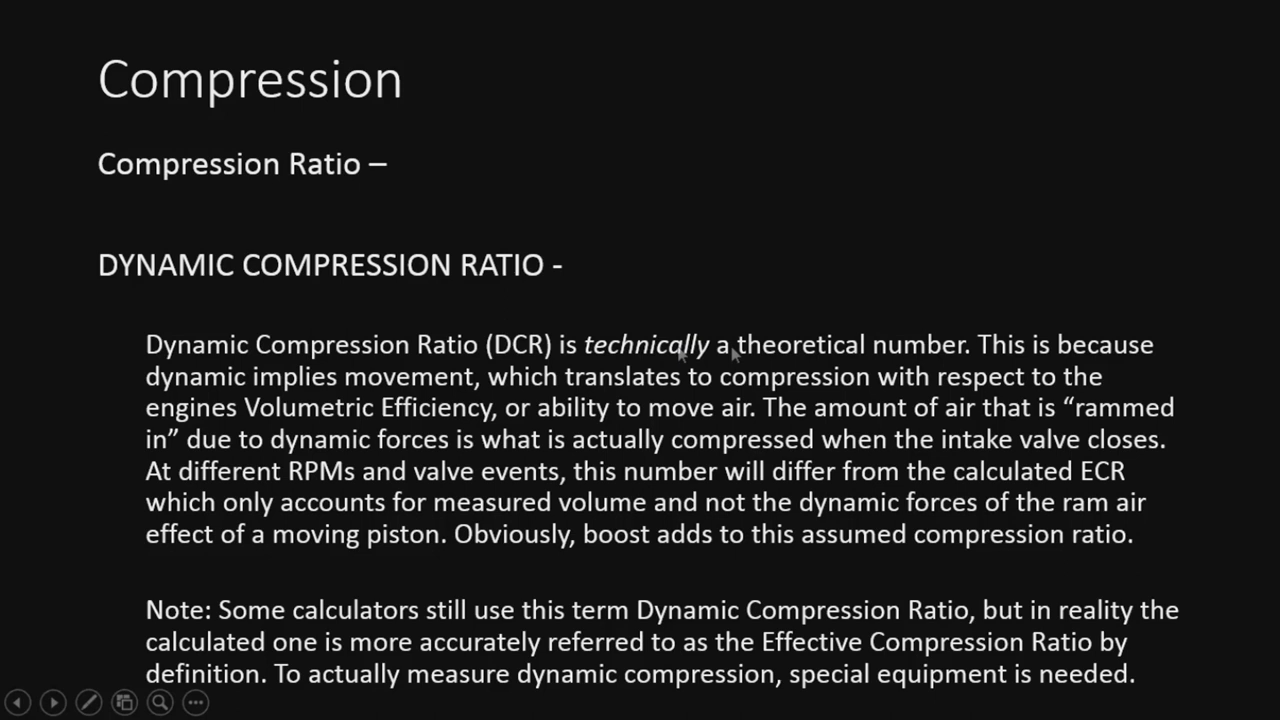 Compression
Compression Ratio –
DYNAMIC COMPRESSION RATIO -
Dynamic Compression Ratio (DCR) is technically a theoretical number. This is because
dynamic implies movement, which translates to compression with respect to the
engines Volumetric Efficiency, or ability to move air. The amount of air that is “rammed
in” due to dynamic forces is what is actually compressed when the intake valve closes.
At different RPMs and valve events, this number will differ from the calculated ECR
which only accounts for measured volume and not the dynamic forces of the ram air
effect of a moving piston. Obviously, boost adds to this assumed compression ratio.
Note: Some calculators still use this term Dynamic Compression Ratio, but in reality the
calculated one is more accurately referred to as the Effective Compression Ratio by
definition. To actually measure dynamic compression, special equipment is needed.